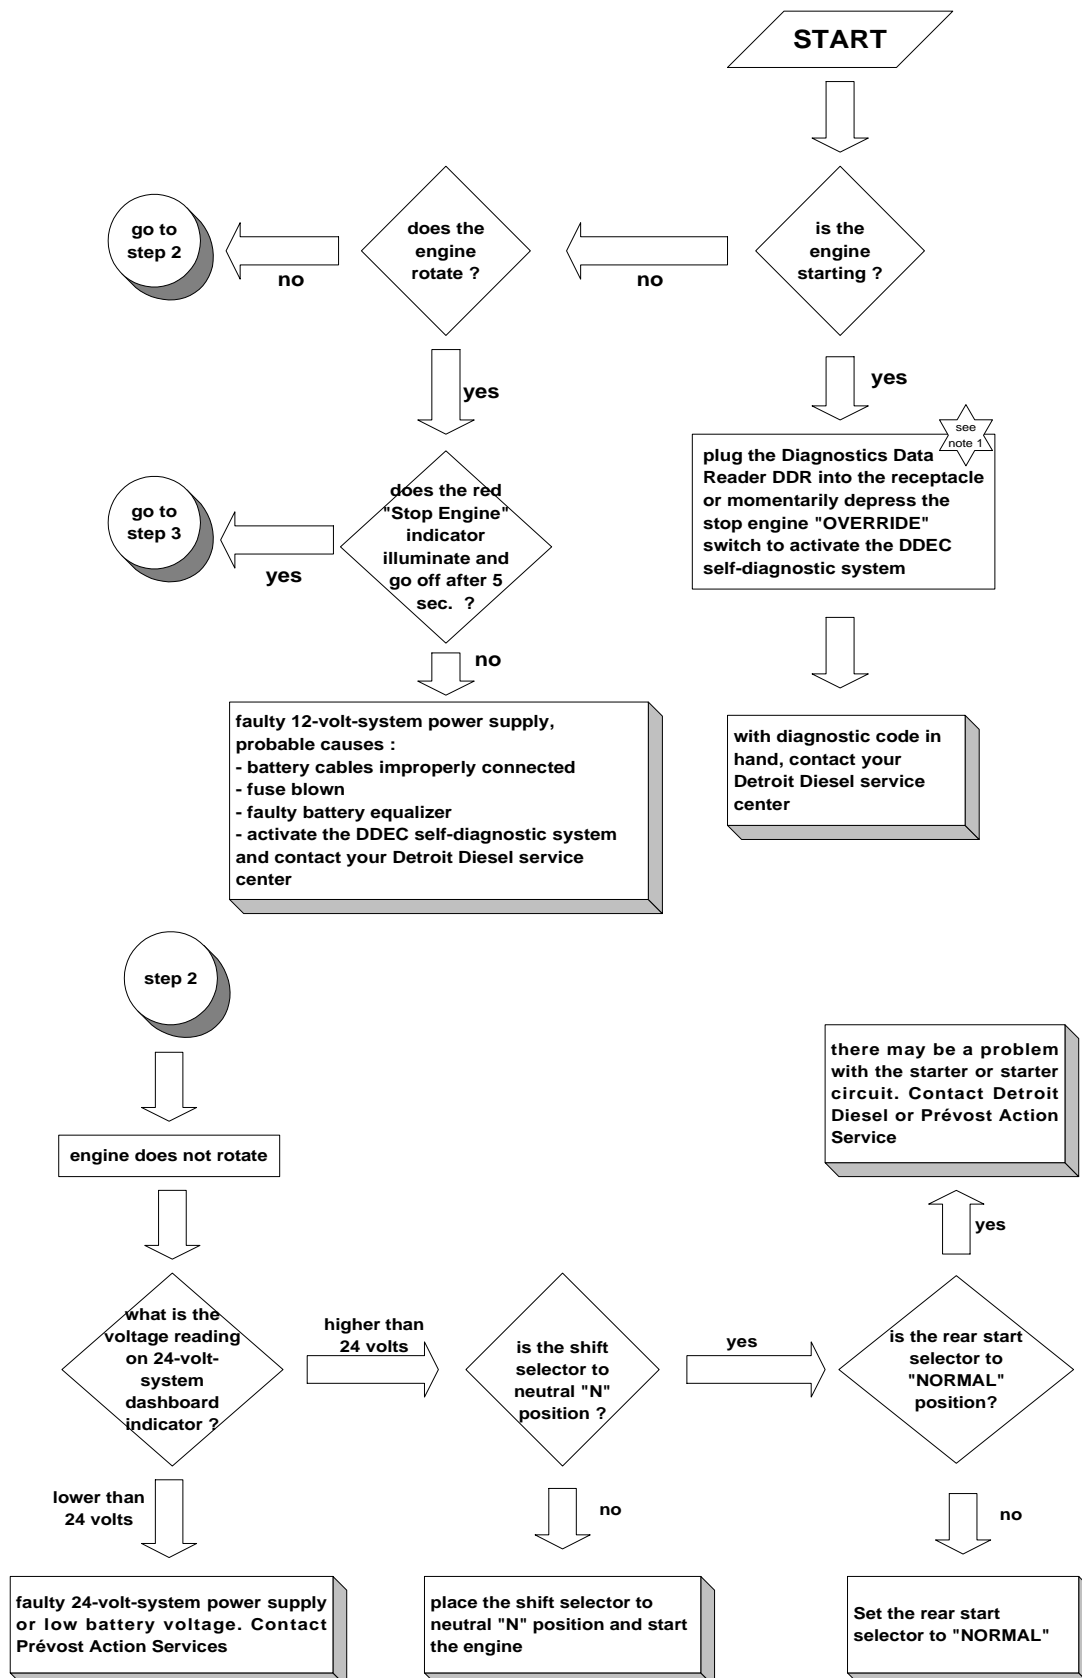 START
is the
engine
starting ?
no
does the
engine
rotate ?
no
go to
step 2
yes
yes
see
note 1
plug the Diagnostics Data
Reader DDR into the receptacle
or momentarily depress the
stop engine "OVERRIDE"
switch to activate the DDEC
self-diagnostic system
does the red
"Stop Engine"
indicator
illuminate and
go off after 5
sec. ?
yes
go to
step 3
no
faulty 12-volt-system power supply,
probable causes :
- battery cables improperly connected
- fuse blown
- faulty battery equalizer
- activate the DDEC self-diagnostic system
and contact your Detroit Diesel service
center
with diagnostic code in
hand, contact your
Detroit Diesel service
center
step 2
engine does not rotate
what is the
voltage reading
on 24-volt-
system
dashboard
indicator ?
higher than
24 volts
is the shift
selector to
neutral "N"
position ?
yes
is the rear start
selector to
"NORMAL"
position?
yes
there may be a problem
with the starter or starter
circuit. Contact Detroit
Diesel or Prévost Action
Service
lower than
24 volts
no
no
faulty 24-volt-system power supply
or low battery voltage. Contact
Prévost Action Services
place the shift selector to
neutral "N" position and start
the engine
Set the rear start
selector to "NORMAL"